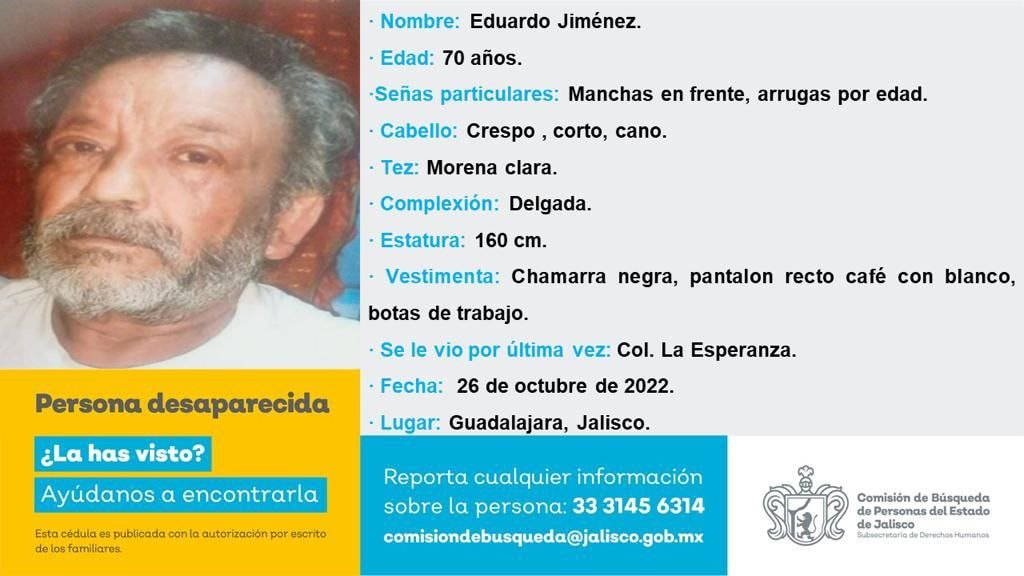 · Nombre: Eduardo Jiménez.
· Edad: 70 años.
·Señas particulares: Manchas en frente, arrugas por edad.
· Cabello: Crespo , corto, cano.
· Tez: Morena clara.
· Complexión: Delgada.
· Estatura: 160 cm.
· Vestimenta: Chamarra negra, pantalon recto café con blanco,
botas de trabajo.
· Se le vio por última vez: Col. La Esperanza.
· Fecha: 26 de octubre de 2022.
· Lugar: Guadalajara, Jalisco.
Persona desaparecida
¿La has visto?
Ayúdanos a encontrarla
Esta cédula es publicada con la autorización por escrito
de los familiares.
Reporta cualquier información
sobre la persona: 33 3145 6314
comisiondebusqueda@jalisco.gob.mx
Comisión de Búsqueda
de Personas del Estado
de Jalisco
Subsecretaría de Derechos Humanos